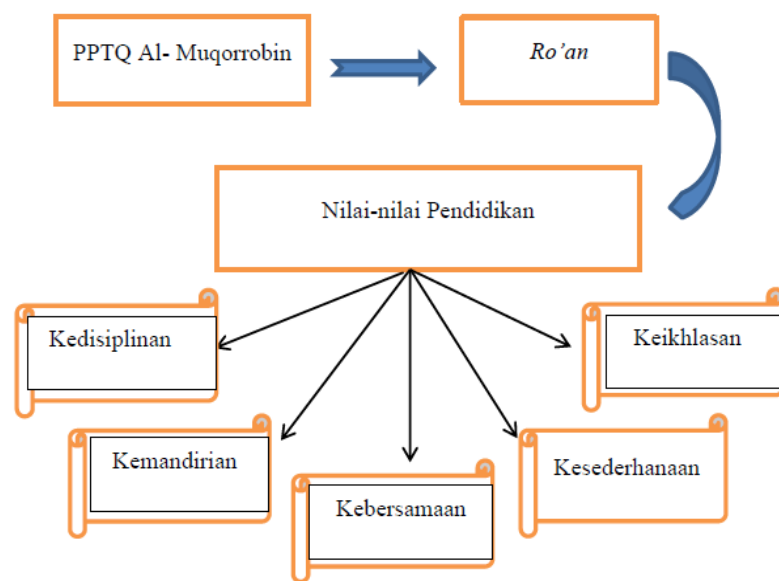 PPTQ Al- Muqorrobin
Ro’an
Nilai-nilai Pendidikan
Kedisiplinan
Keikhlasan
Kemandirian
Kesederhanaan
Kebersamaan